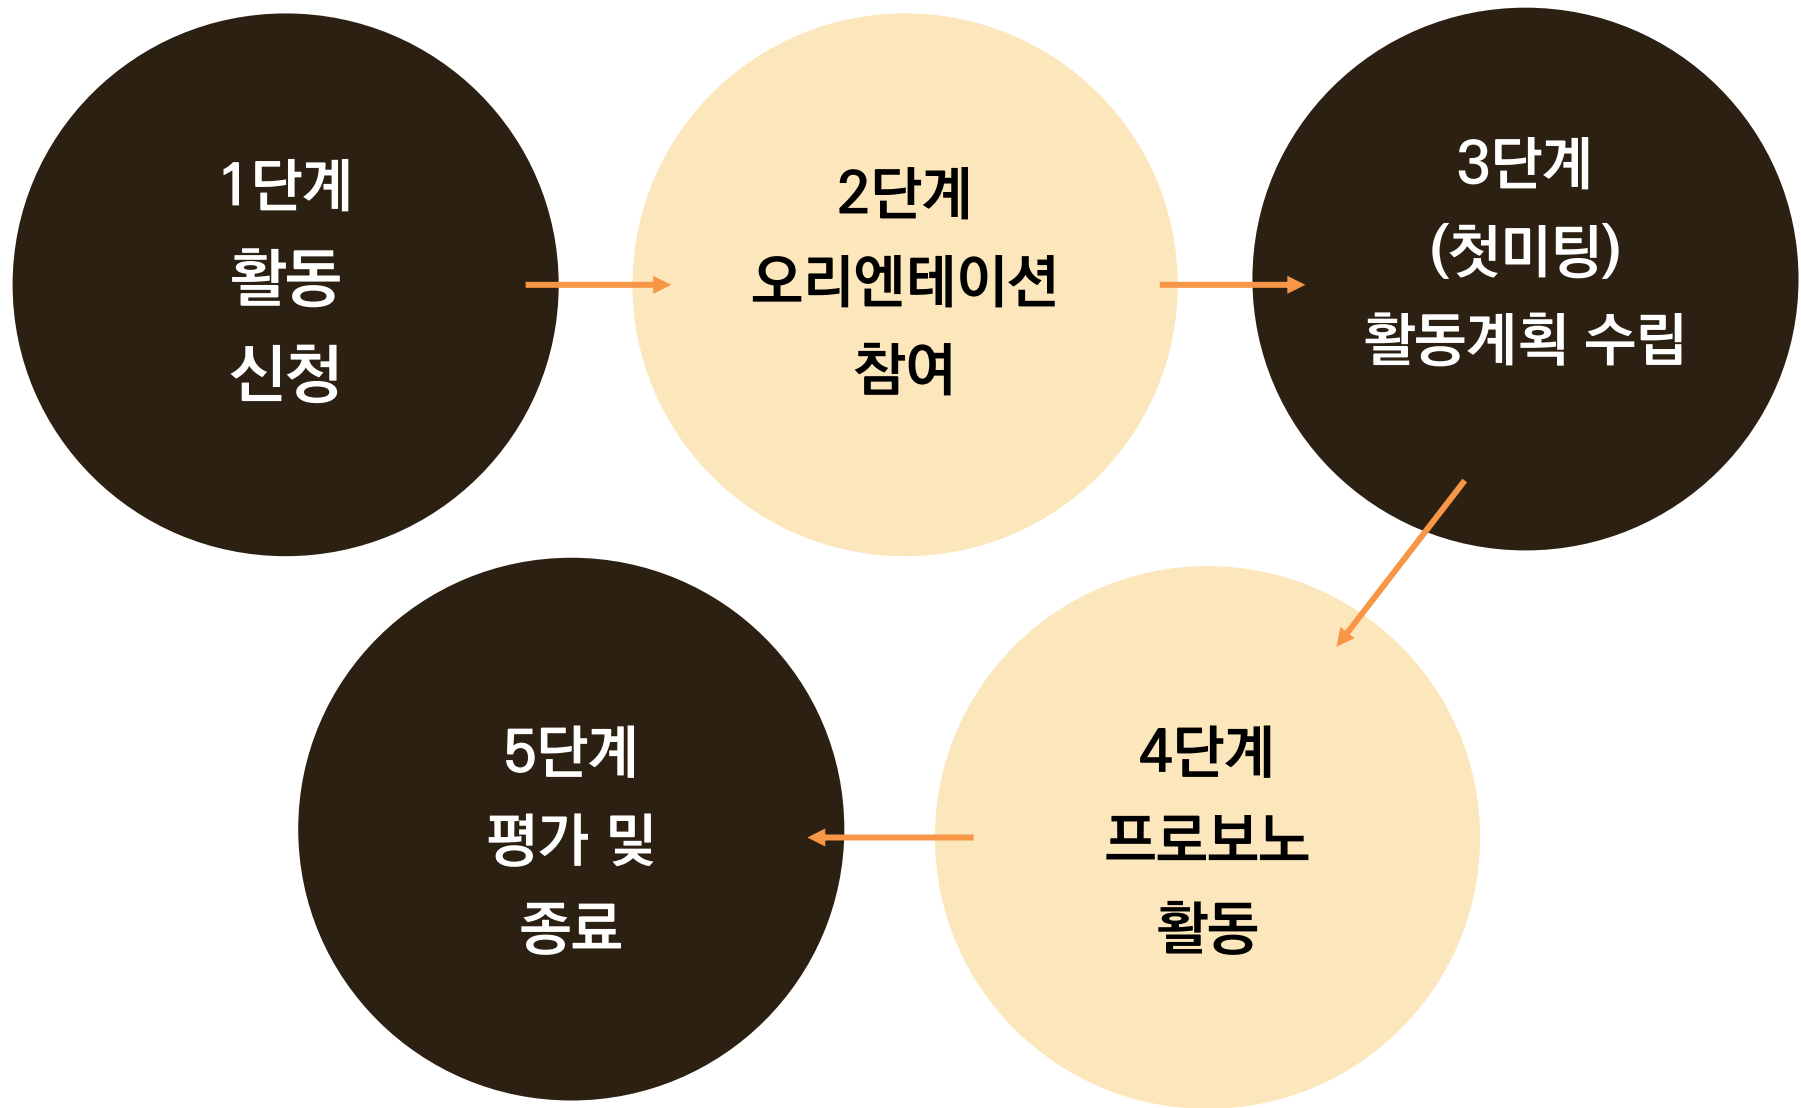 1단계
활동
신청
2단계
오리엔테이션
참여
3단계
(첫미팅)
활동계획 수립
4단계
프로보노
활동
5단계
평가 및
종료